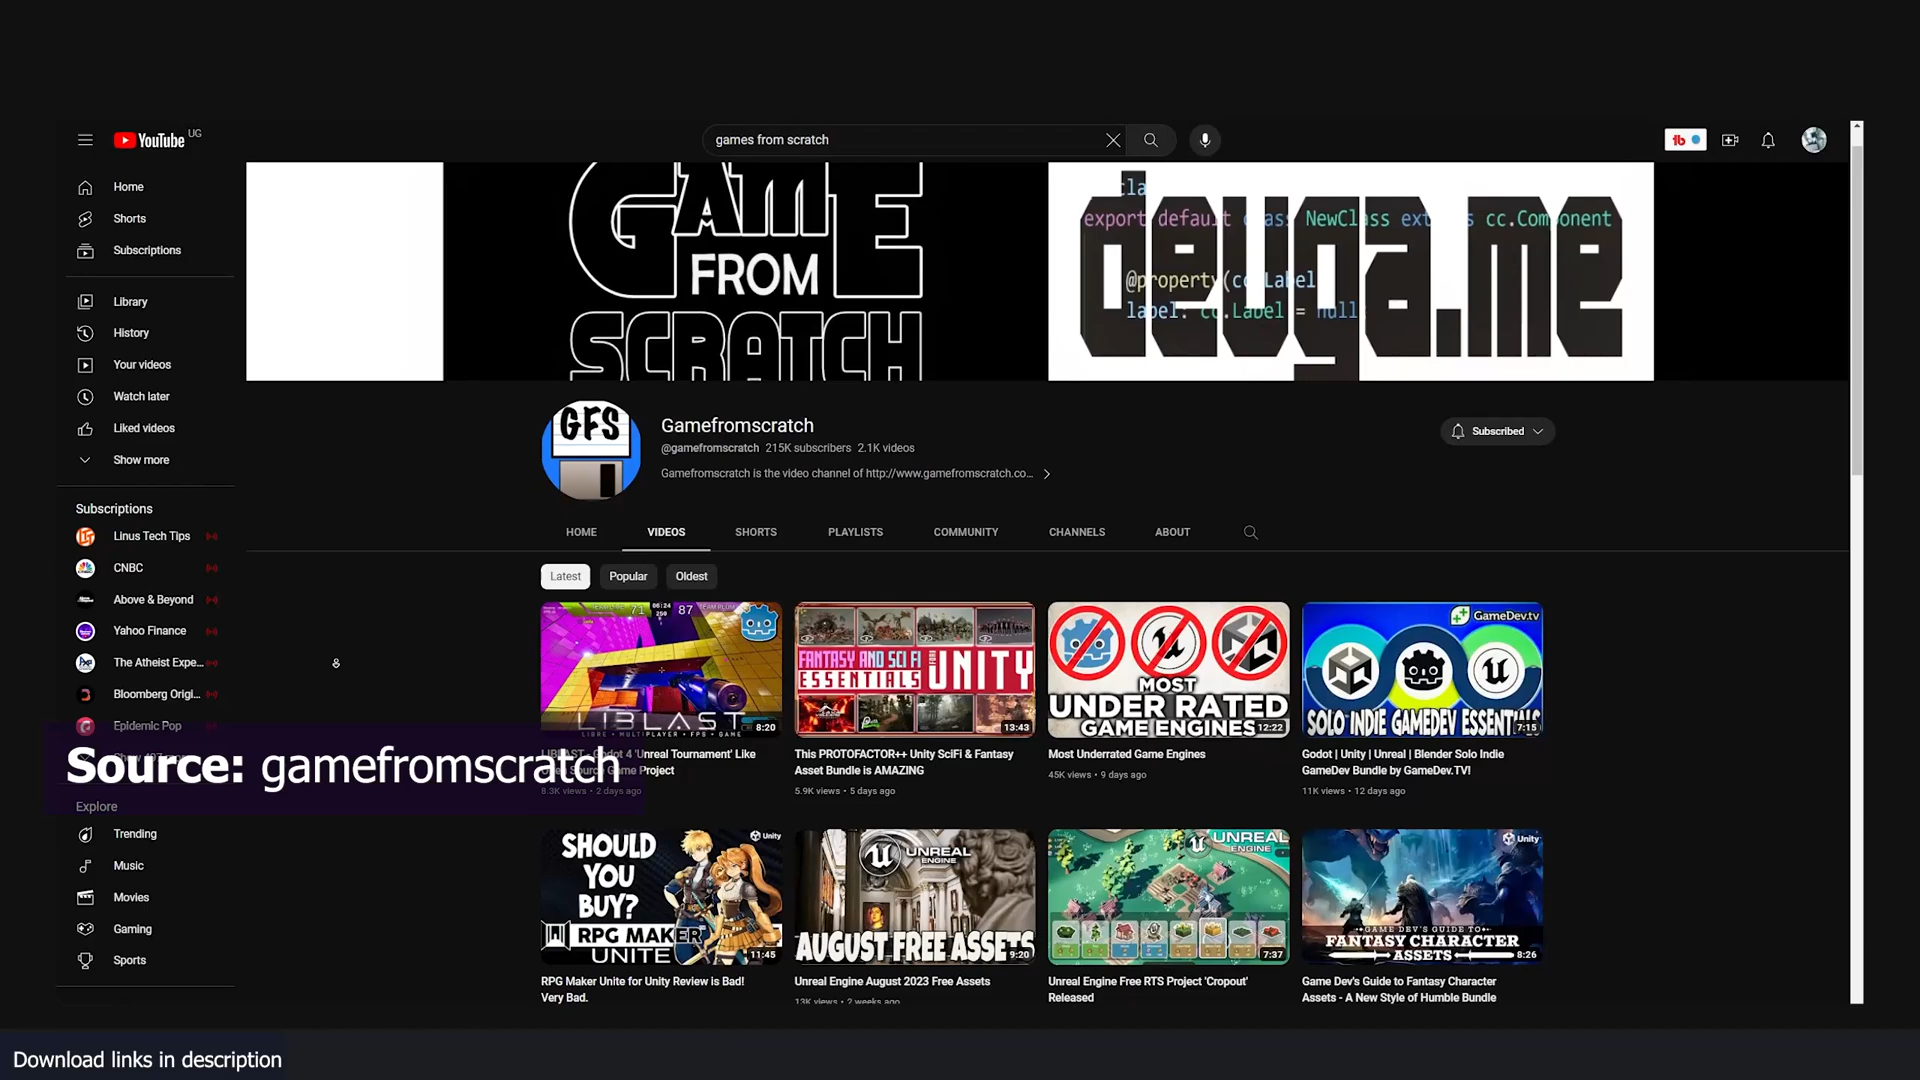 YouTube UG
games from scratch
Home
Shorts
Subscriptions
Library
History
Your videos
Watch later
Liked videos
Show more
Subscriptions
Linus Tech Tips
CNBC
Above & Beyond
Yahoo Finance
The Atheist Expe...
Bloomberg Origi...
Epidemic Pop
Explore
Trending
Music
Movies
Gaming
Sports
GAME
FROM
SCRATCH
cla
export default class NewClass ext s cc.Component
@property(cc.Label
label: cc.Label = null
devga.me
GFS
Gamefromscratch
@gamefromscratch 215K subscribers 2.1K videos
Gamefromscratch is the video channel of http://www.gamefromscratch.co...
Subscribed
HOME VIDEOS SHORTS PLAYLISTS COMMUNITY CHANNELS ABOUT
Latest Popular Oldest
71 06:24 87
LIBLAST
LIBRE • MULTIPLAYER • FPS • GAME
8:20
LIBLAST - Godot 4 'Unreal Tournament' Like
Open Source Game Project
8.3K views • 2 days ago
FANTASY AND SCI FI
ESSENTIALS FOR UNITY
13:43
This PROTOFACTOR++ Unity SciFi & Fantasy
Asset Bundle is AMAZING
5.9K views • 5 days ago
MOST
UNDER RATED
GAME ENGINES
12:22
Most Underrated Game Engines
45K views • 9 days ago
GameDev.tv
SOLO INDIE GAMEDEV ESSENTIALS
7:15
Godot | Unity | Unreal | Blender Solo Indie
GameDev Bundle by GameDev.TV!
11K views • 12 days ago
Source: gamefromscratch
SHOULD
YOU
BUY?
RPG MAKER
UNITE
Unity
11:45
RPG Maker Unite for Unity Review is Bad!
Very Bad.
UNREAL
ENGINE
AUGUST FREE ASSETS
9:20
Unreal Engine August 2023 Free Assets
13K views • 2 weeks ago
UNREAL
ENGINE
7:37
Unreal Engine Free RTS Project 'Cropout'
Released
Unity
GAME DEV'S GUIDE TO
FANTASY CHARACTER
ASSETS
8:26
Game Dev's Guide to Fantasy Character
Assets - A New Style of Humble Bundle
Download links in description